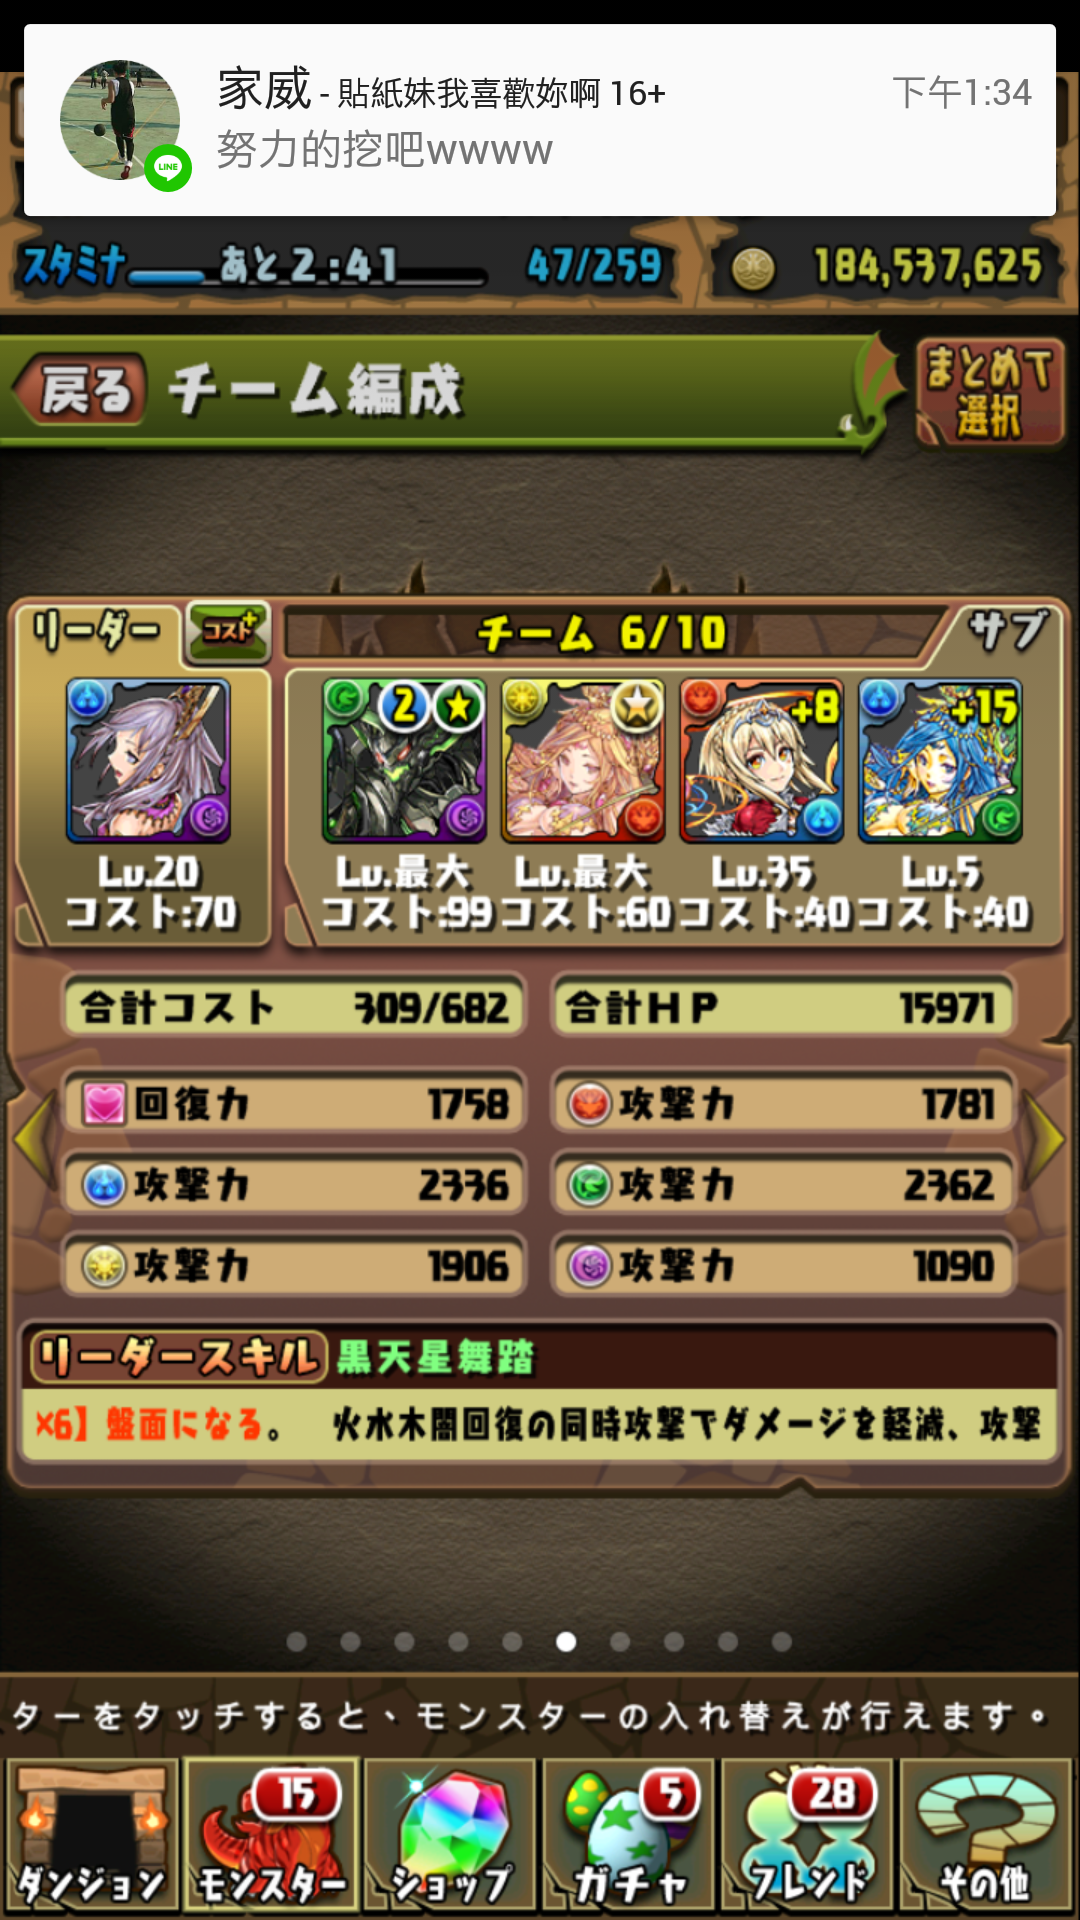 家威 - 貼紙妹我喜歡妳啊 16+ 下午1:34
LINE
努力的挖吧wwww
スタミナ あと2:41 47/259 184,537,625
戻る チーム編成 まとめて
選択
リーダー コスト+ チーム 6/10 サブ
2 +8 +15
Lv.20 Lv.最大 Lv.最大 Lv.35 Lv.5
コスト:70 コスト:99 コスト:60 コスト:40 コスト:40
合計コスト 309/682 合計HP 15971
回復力 1758 攻撃力 1781
攻撃力 2336 攻撃力 2362
攻撃力 1906 攻撃力 1090
リーダースキル 黒天星舞踏
×6】盤面になる。 火水木闇回復の同時攻撃でダメージを軽減、攻撃
ターをタッチすると、モンスターの入れ替えが行えます。
15 5 28
ダンジョン モンスター ショップ ガチャ フレンド その他